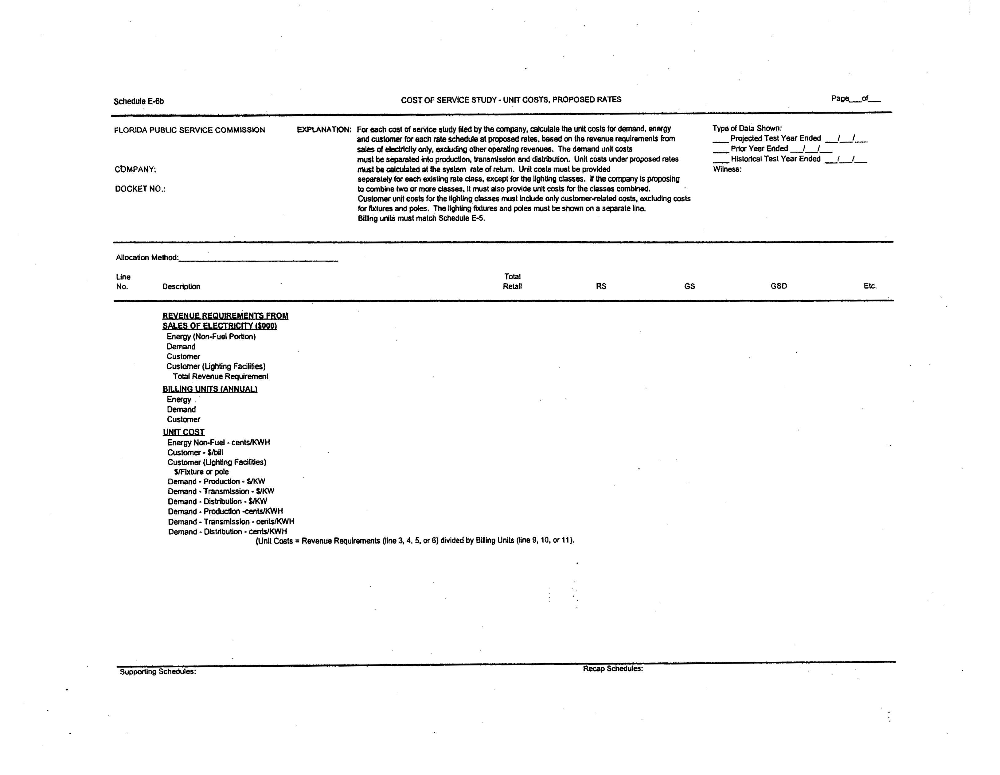 Schedule E-6b
COST OF SERVICE STUDY - UNIT COSTS, PROPOSED RATES
Page___of___
FLORIDA PUBLIC SERVICE COMMISSION
COMPANY:
DOCKET NO.:
EXPLANATION: For each cost of service study filed by the company, calculate the unit costs for demand, energy
and customer for each rate schedule at proposed rates, based on the revenue requirements from
sales of electricity only, excluding other operating revenues. The demand unit costs
must be separated into production, transmission and distribution. Unit costs under proposed rates
must be calculated at the system rate of return. Unit costs must be provided
separately for each existing rate class, except for the lighting classes. If the company is proposing
to combine two or more classes, it must also provide unit costs for the classes combined.
Customer unit costs for the lighting classes must include only customer-related costs, excluding costs
for fixtures and poles. The lighting fixtures and poles must be shown on a separate line.
Billing units must match Schedule E-5.
Type of Data Shown:
____ Projected Test Year Ended ___/___/___
____ Prior Year Ended ___/___/___
____ Historical Test Year Ended ___/___/___
Witness:
Allocation Method:_____________________
Line
No.
Description
Total
Retail
RS
GS
GSD
Etc.
REVENUE REQUIREMENTS FROM
SALES OF ELECTRICITY ($000)
Energy (Non-Fuel Portion)
Demand
Customer
Customer (Lighting Facilities)
Total Revenue Requirement
BILLING UNITS (ANNUAL)
Energy
Demand
Customer
UNIT COST
Energy Non-Fuel - cents/KWH
Customer - $/bill
Customer (Lighting Facilities)
$/Fixture or pole
Demand - Production - $/KW
Demand - Transmission - $/KW
Demand - Distribution - $/KW
Demand - Production -cents/KWH
Demand - Transmission - cents/KWH
Demand - Distribution - cents/KWH
(Unit Costs = Revenue Requirements (line 3, 4, 5, or 6) divided by Billing Units (line 9, 10, or 11).
Supporting Schedules:
Recap Schedules: